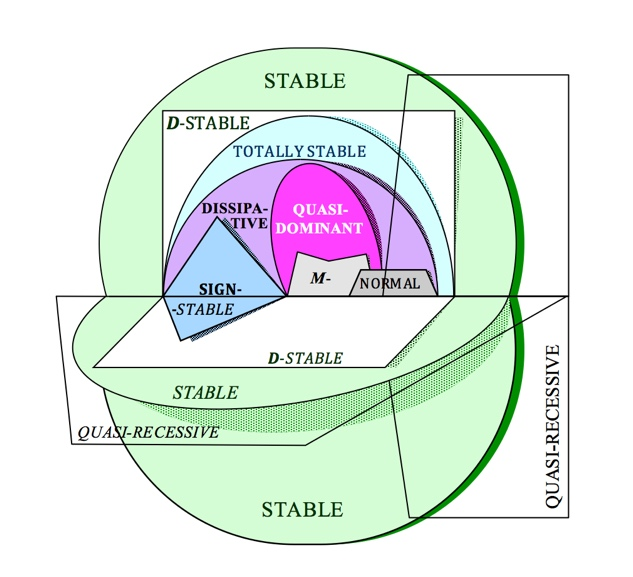 STABLE
D-STABLE
TOTALLY STABLE
DISSIPA-
TIVE
QUASI-
DOMINANT
SIGN-
-STABLE
M-
NORMAL
D-STABLE
STABLE
QUASI-RECESSIVE
QUASI-RECESSIVE
STABLE